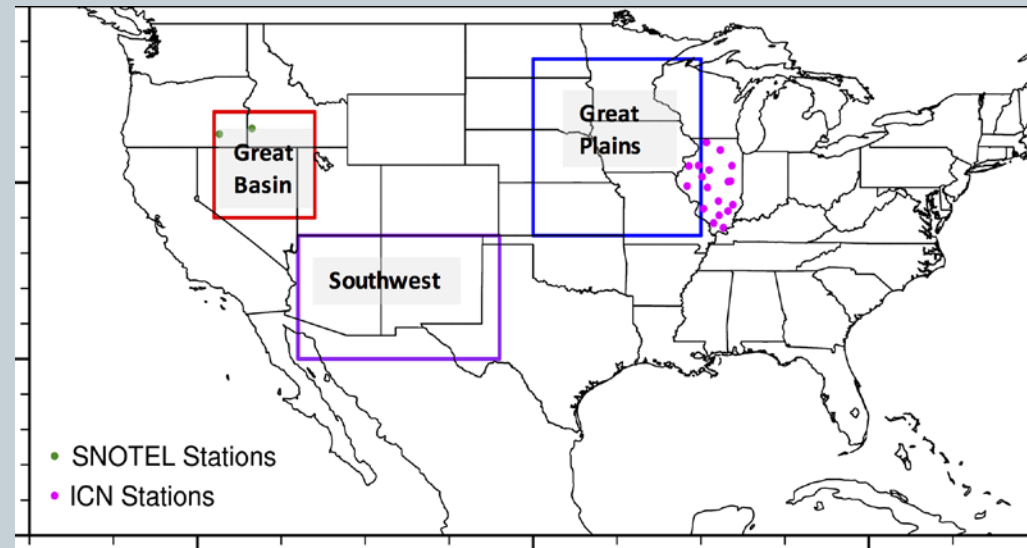 Great
Plains
Great
Basin
Southwest
SNOTEL Stations
ICN Stations